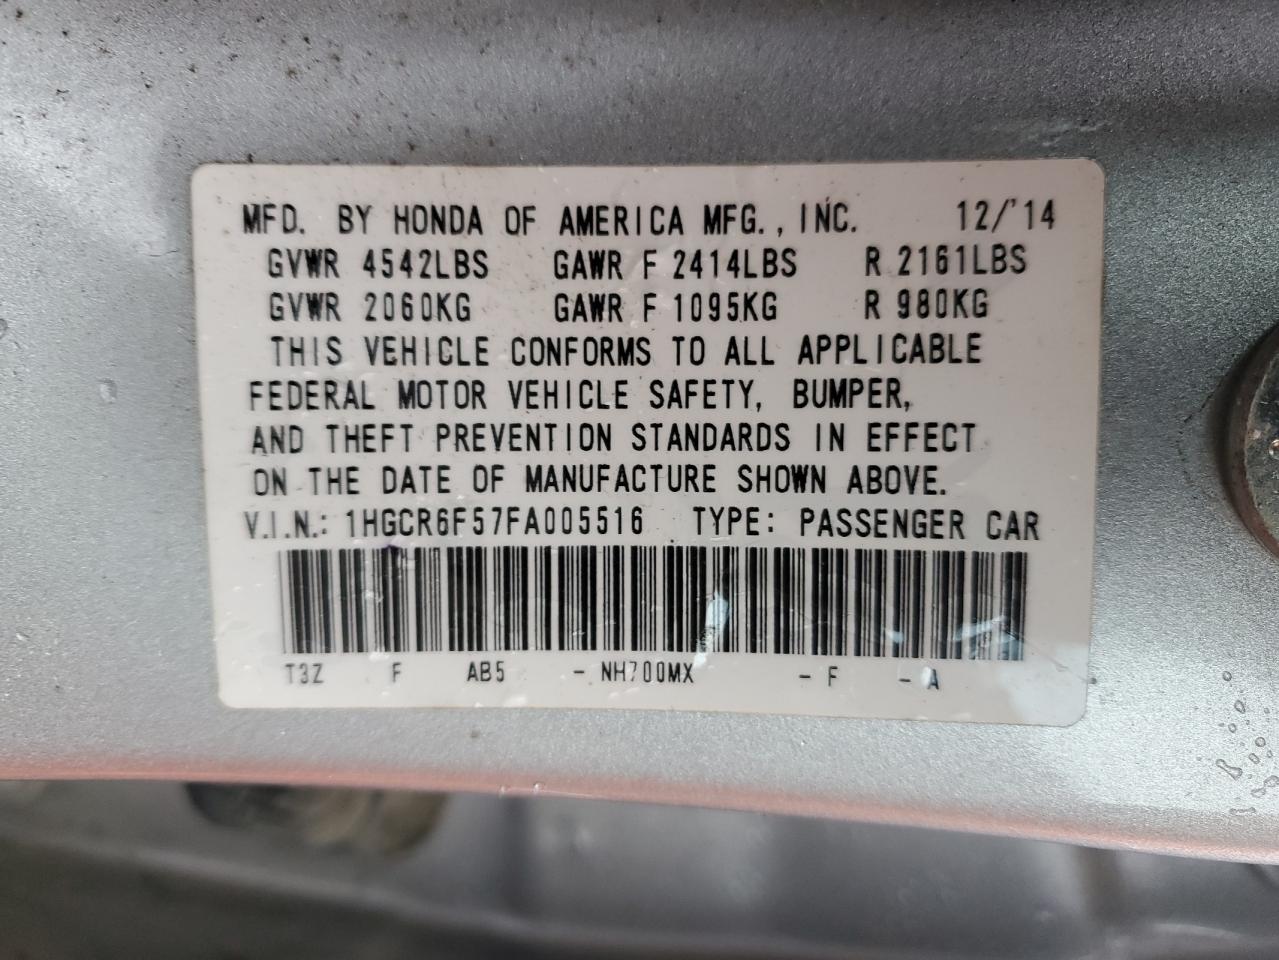 MFD. BY HONDA OF AMERICA MFG., INC. 12/'14
GVWR 4542LBS GAWR F 2414LBS R 2161LBS
GVWR 2060KG GAWR F 1095KG R 980KG
THIS VEHICLE CONFORMS TO ALL APPLICABLE
FEDERAL MOTOR VEHICLE SAFETY, BUMPER,
AND THEFT PREVENTION STANDARDS IN EFFECT
ON THE DATE OF MANUFACTURE SHOWN ABOVE.
V.I.N.: 1HGCR6F57FA005516 TYPE: PASSENGER CAR
T3Z F AB5 - NH700MX - F - A